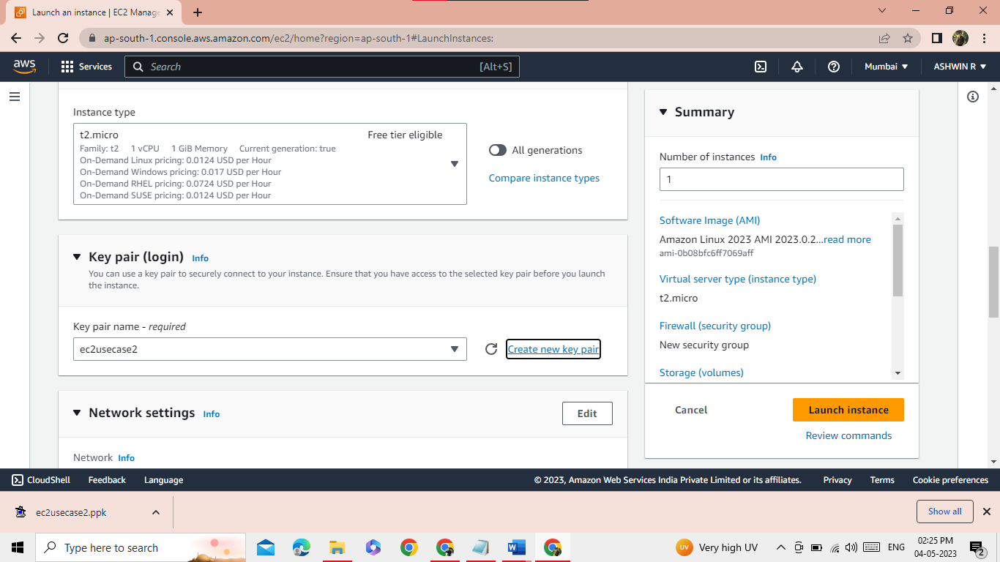 Launch an instance | EC2 Manage
ap-south-1.console.aws.amazon.com/ec2/home?region=ap-south-1#LaunchInstances:
aws
Services
Search
[Alt+S]
Mumbai
ASHWIN R
Instance type
t2.micro
Free tier eligible
Family: t2 1 vCPU 1 GiB Memory Current generation: true
On-Demand Linux pricing: 0.0124 USD per Hour
On-Demand Windows pricing: 0.017 USD per Hour
On-Demand RHEL pricing: 0.0724 USD per Hour
On-Demand SUSE pricing: 0.0124 USD per Hour
All generations
Compare instance types
Key pair (login) Info
You can use a key pair to securely connect to your instance. Ensure that you have access to the selected key pair before you launch
the instance.
Key pair name - required
ec2usecase2
Create new key pair
Network settings Info
Edit
Network Info
Summary
Number of instances Info
1
Software Image (AMI)
Amazon Linux 2023 AMI 2023.0.2...read more
ami-0b08bfc6ff7069aff
Virtual server type (instance type)
t2.micro
Firewall (security group)
New security group
Storage (volumes)
Cancel
Launch instance
Review commands
CloudShell
Feedback
Language
© 2023, Amazon Web Services India Private Limited or its affiliates.
Privacy
Terms
Cookie preferences
ec2usecase2.ppk
Show all
Type here to search
UV
Very high UV
ENG
02:25 PM
04-05-2023
2